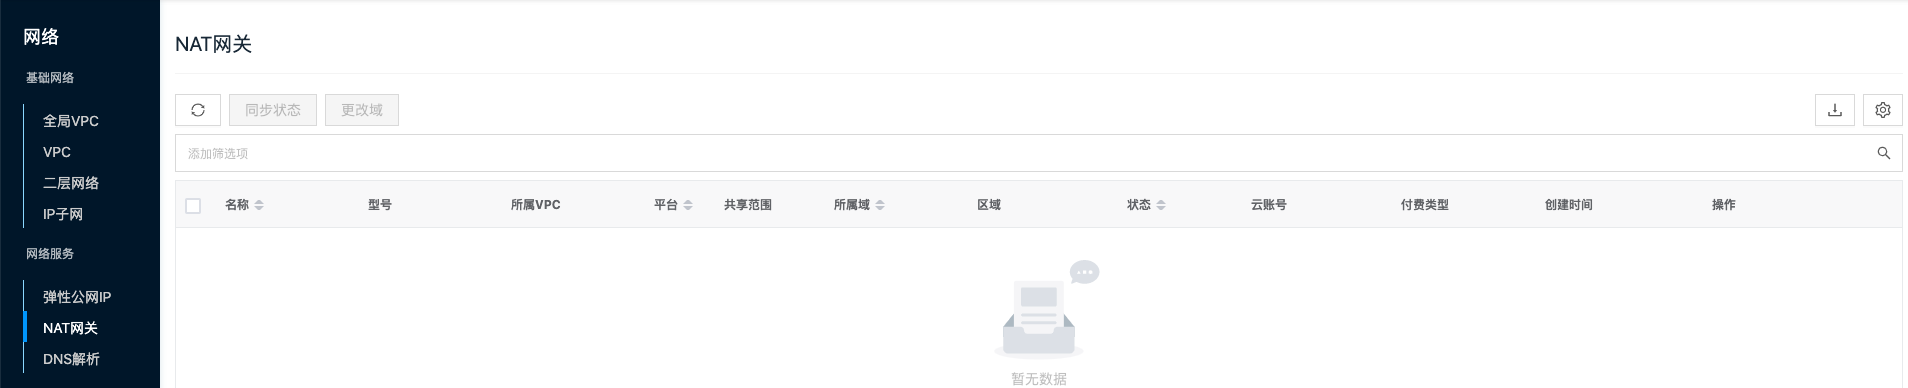 网络
基础网络
全局VPC
VPC
二层网络
IP子网
网络服务
弹性公网IP
NAT网关
DNS解析
NAT网关
同步状态 更改域
添加筛选项
名称 型号 所属VPC 平台 共享范围 所属域 区域 状态 云账号 付费类型 创建时间 操作
暂无数据